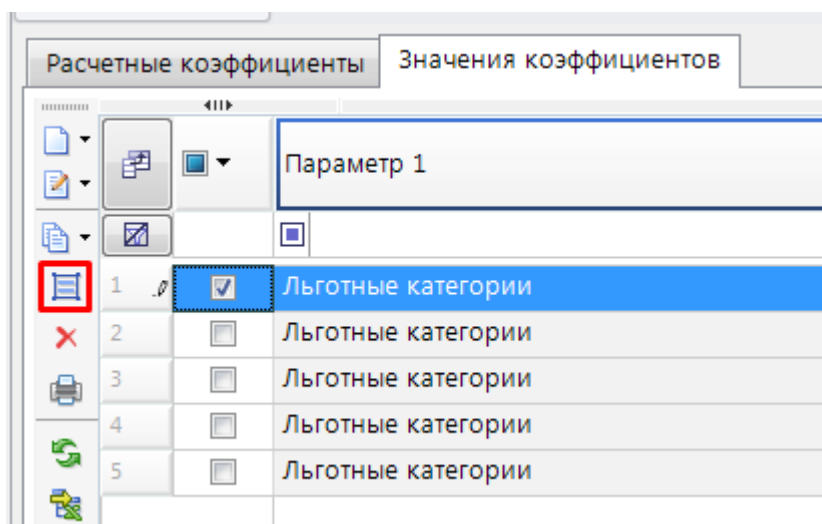 Расчетные коэффициенты
Значения коэффициентов
Параметр 1
1 Льготные категории
2 Льготные категории
3 Льготные категории
4 Льготные категории
5 Льготные категории